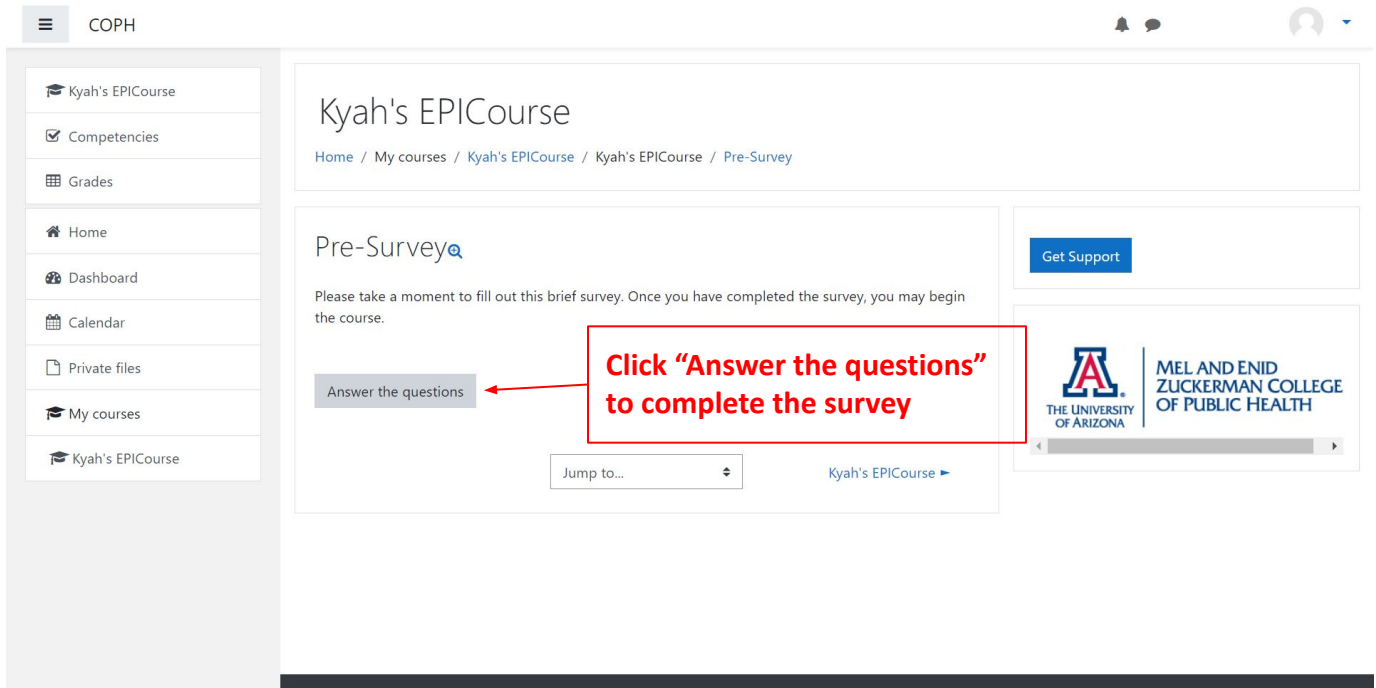 COPH
Kyah's EPICourse
Competencies
Grades
Home
Dashboard
Calendar
Private files
My courses
Kyah's EPICourse
Kyah's EPICourse
Home / My courses / Kyah's EPICourse / Kyah's EPICourse / Pre-Survey
Pre-Survey
Please take a moment to fill out this brief survey. Once you have completed the survey, you may begin
the course.
Answer the questions
Click “Answer the questions”
to complete the survey
Jump to...
Kyah's EPICourse ►
Get Support
A
THE UNIVERSITY
OF ARIZONA
MEL AND ENID
ZUCKERMAN COLLEGE
OF PUBLIC HEALTH